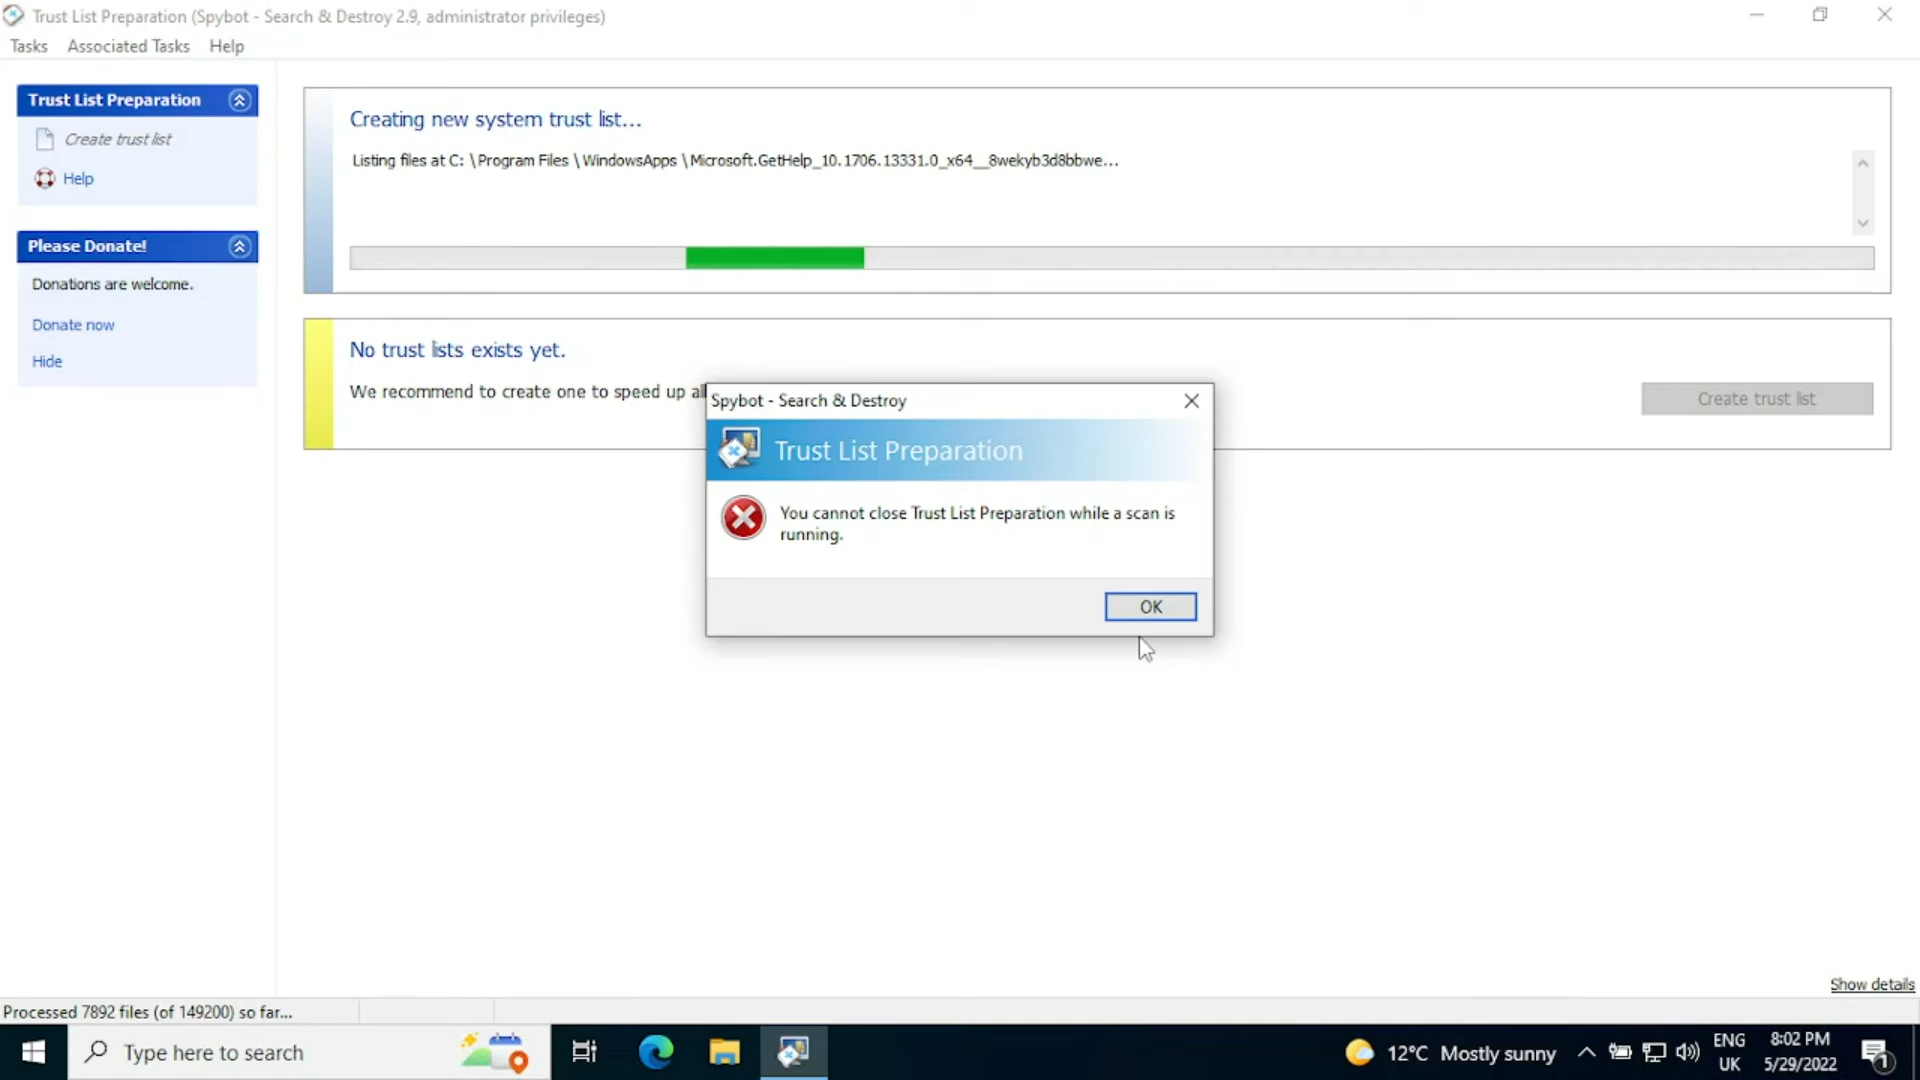 Trust List Preparation (Spybot - Search & Destroy 2.9, administrator privileges)
Tasks Associated Tasks Help
Trust List Preparation
Create trust list
Help
Please Donate!
Donations are welcome.
Donate now
Hide
Creating new system trust list...
Listing files at C: \Program Files \WindowsApps \Microsoft.GetHelp_10.1706.13331.0_x64__8wekyb3d8bbwe...
No trust lists exists yet.
We recommend to create one to speed up al
Create trust list
Spybot - Search & Destroy
Trust List Preparation
You cannot close Trust List Preparation while a scan is
running.
OK
Show details
Processed 7892 files (of 149200) so far...
Type here to search
12°C Mostly sunny
ENG
UK
8:02 PM
5/29/2022
1